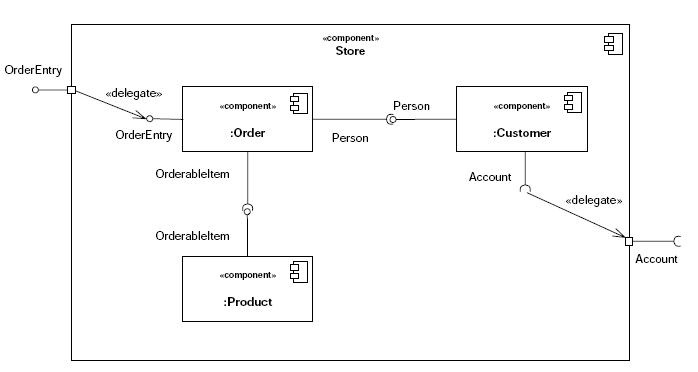 «component»
Store
OrderEntry
«delegate»
«component»
:Order
OrderEntry
Person
Person
«component»
:Customer
OrderableItem
Account
«delegate»
OrderableItem
Account
«component»
:Product